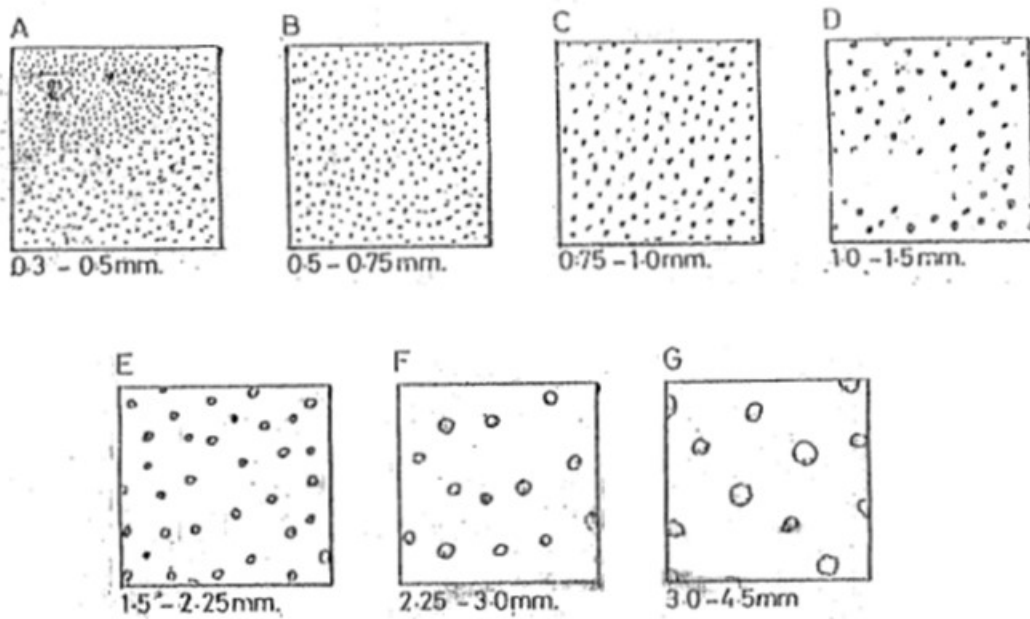 A B C D
0·3 - 0·5mm. 0·5 - 0·75mm. 0·75-1·0mm. 1·0 - 1·5mm.
E F G
1·5 - 2·25mm. 2·25 - 3·0mm. 3·0-4·5mm